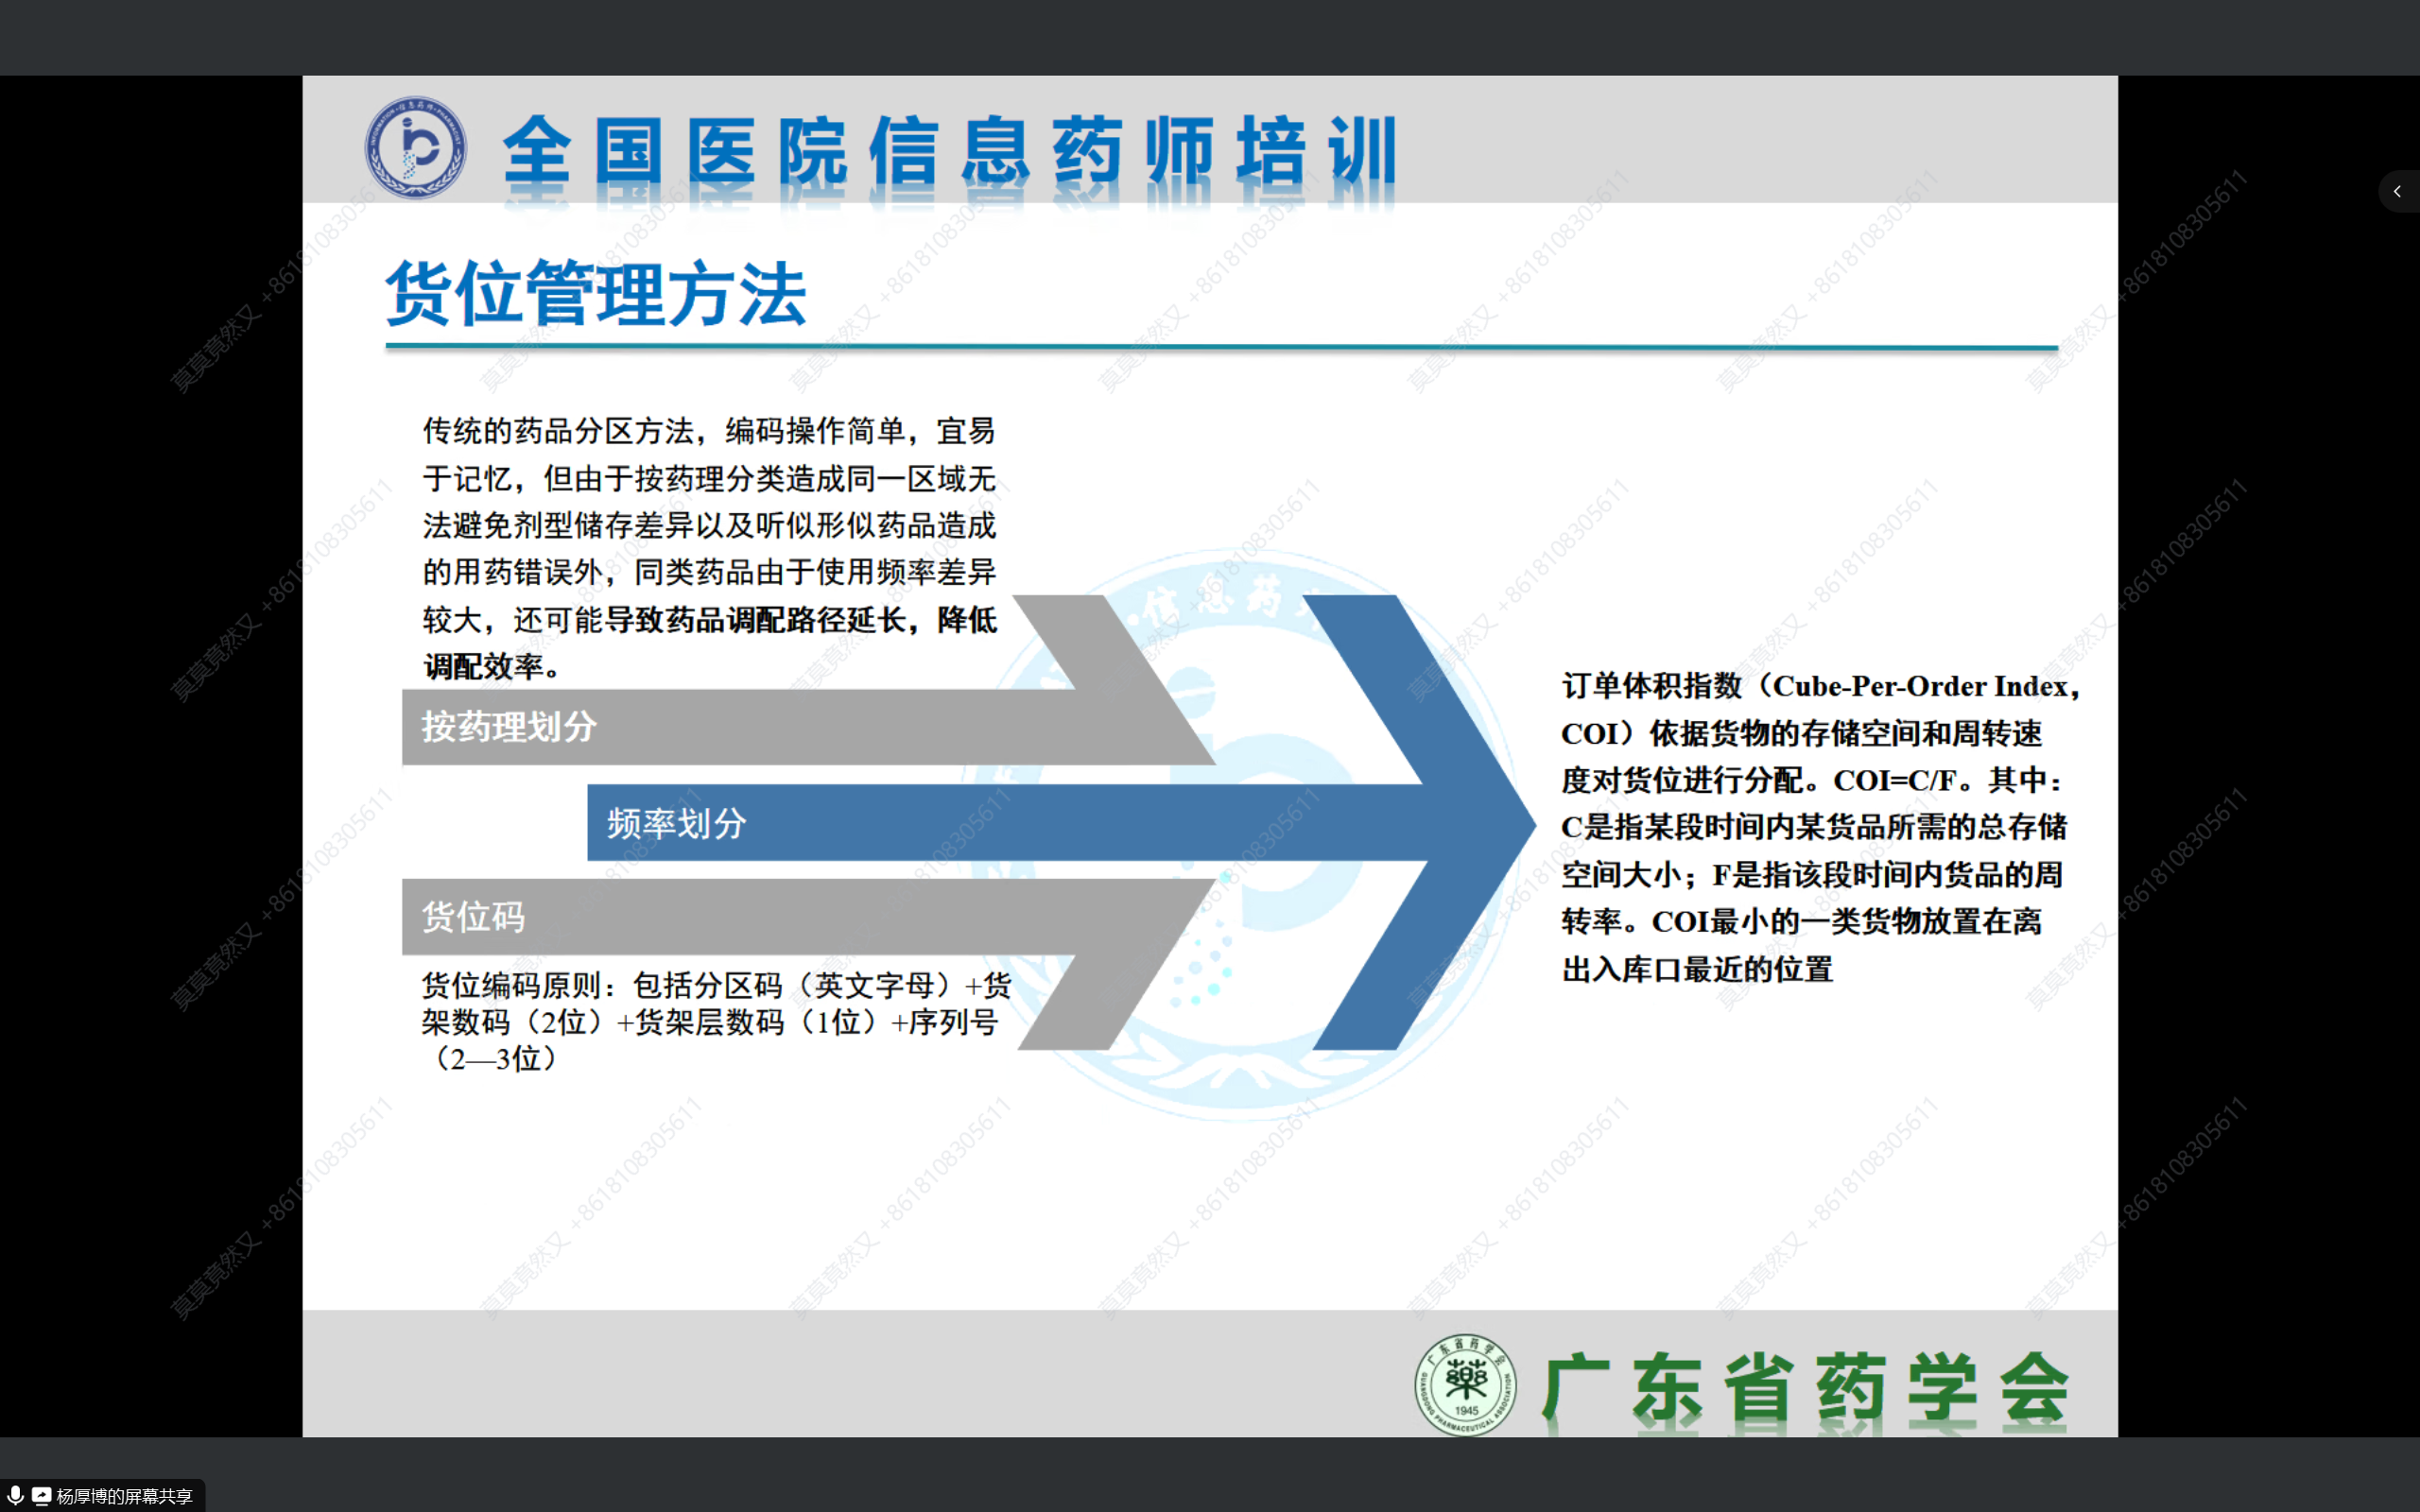 全国医院信息药师培训
货位管理方法
传统的药品分区方法，编码操作简单，宜易
于记忆，但由于按药理分类造成同一区域无
法避免剂型储存差异以及听似形似药品造成
的用药错误外，同类药品由于使用频率差异
较大，还可能导致药品调配路径延长，降低
调配效率。
按药理划分
频率划分
货位码
货位编码原则：包括分区码（英文字母）+货
架数码（2位）+货架层数码（1位）+序列号
（2—3位）
订单体积指数（Cube-Per-Order Index，
COI）依据货物的存储空间和周转速
度对货位进行分配。COI=C/F。其中：
C是指某段时间内某货品所需的总存储
空间大小；F是指该段时间内货品的周
转率。COI最小的一类货物放置在离
出入库口最近的位置
广东省药学会
GUANGDONG PHARMACEUTICAL ASSOCIATION
1945
广东省药学会
莫莫竟然又 +8618108305611
杨厚博的屏幕共享